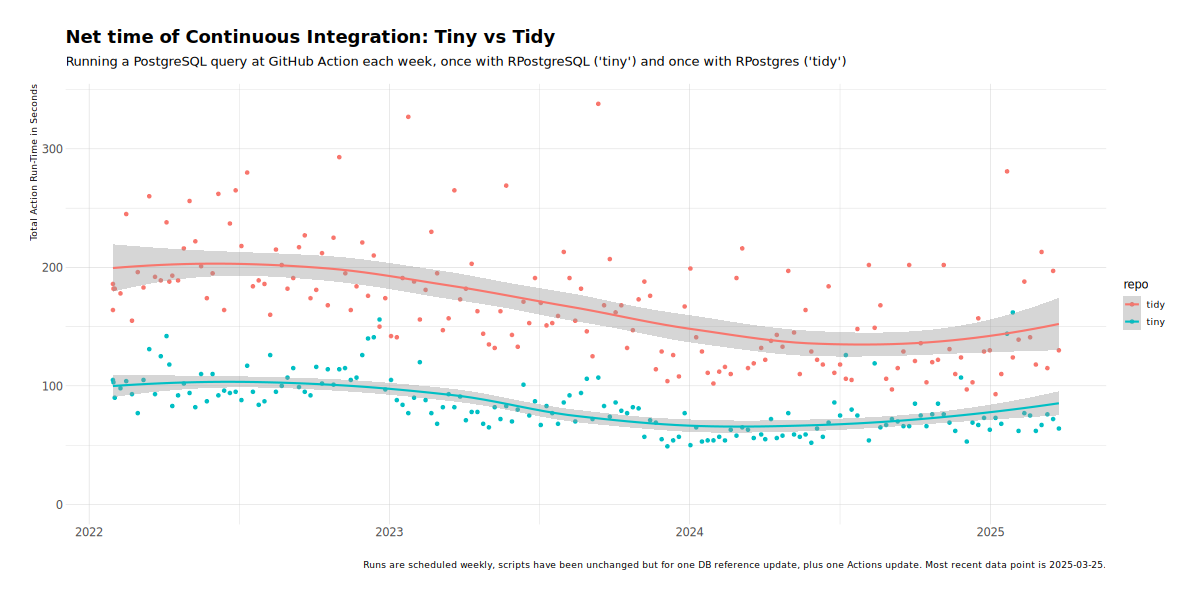 Net time of Continuous Integration: Tiny vs Tidy
Running a PostgreSQL query at GitHub Action each week, once with RPostgreSQL ('tiny') and once with RPostgres ('tidy')
Total Action Run-Time in Seconds
300
200
100
0
2022
2023
2024
2025
repo
tidy
tiny
Runs are scheduled weekly, scripts have been unchanged but for one DB reference update, plus one Actions update. Most recent data point is 2025-03-25.